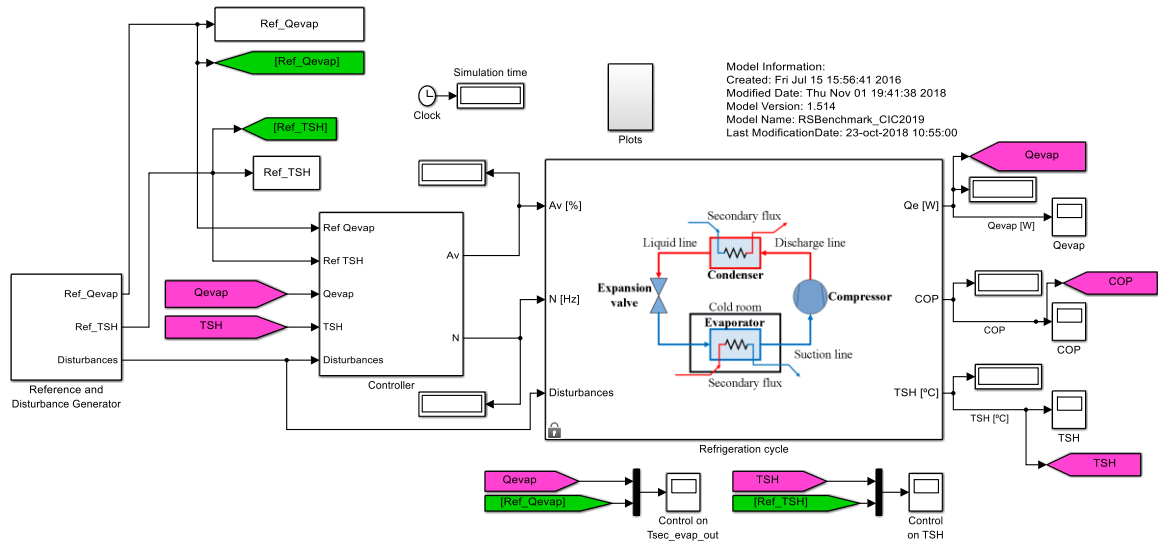 Ref_Qevap
[Ref_Qevap]
Simulation time
Clock
Plots
Model Information:
Created: Fri Jul 15 15:56:41 2016
Modified Date: Thu Nov 01 19:41:38 2018
Model Version: 1.514
Model Name: RSBenchmark_CIC2019
Last ModificationDate: 23-oct-2018 10:55:00
[Ref_TSH]
Ref_TSH
Ref_Qevap
Ref_TSH
Disturbances
Reference and
Disturbance Generator
Qevap
TSH
Ref Qevap
Ref TSH
Qevap
TSH
Disturbances
Av
N
Controller
Av [%]
N [Hz]
Disturbances
Secondary flux
Liquid line
Discharge line
Condenser
Expansion
valve
Compressor
Cold room
Evaporator
Suction line
Secondary flux
Qe [W]
COP
TSH [ºC]
Refrigeration cycle
Qevap
Qevap [W]
Qevap
COP
COP
COP
TSH [ºC]
TSH
TSH
Qevap
[Ref_Qevap]
Control on
Tsec_evap_out
TSH
[Ref_TSH]
Control
on TSH